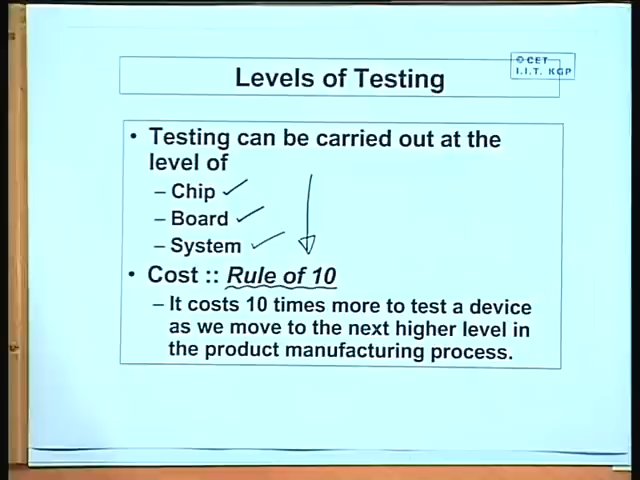 Levels of Testing
© CET
I.I.T. KGP
• Testing can be carried out at the
level of
– Chip
– Board
– System
• Cost :: Rule of 10
– It costs 10 times more to test a device
as we move to the next higher level in
the product manufacturing process.